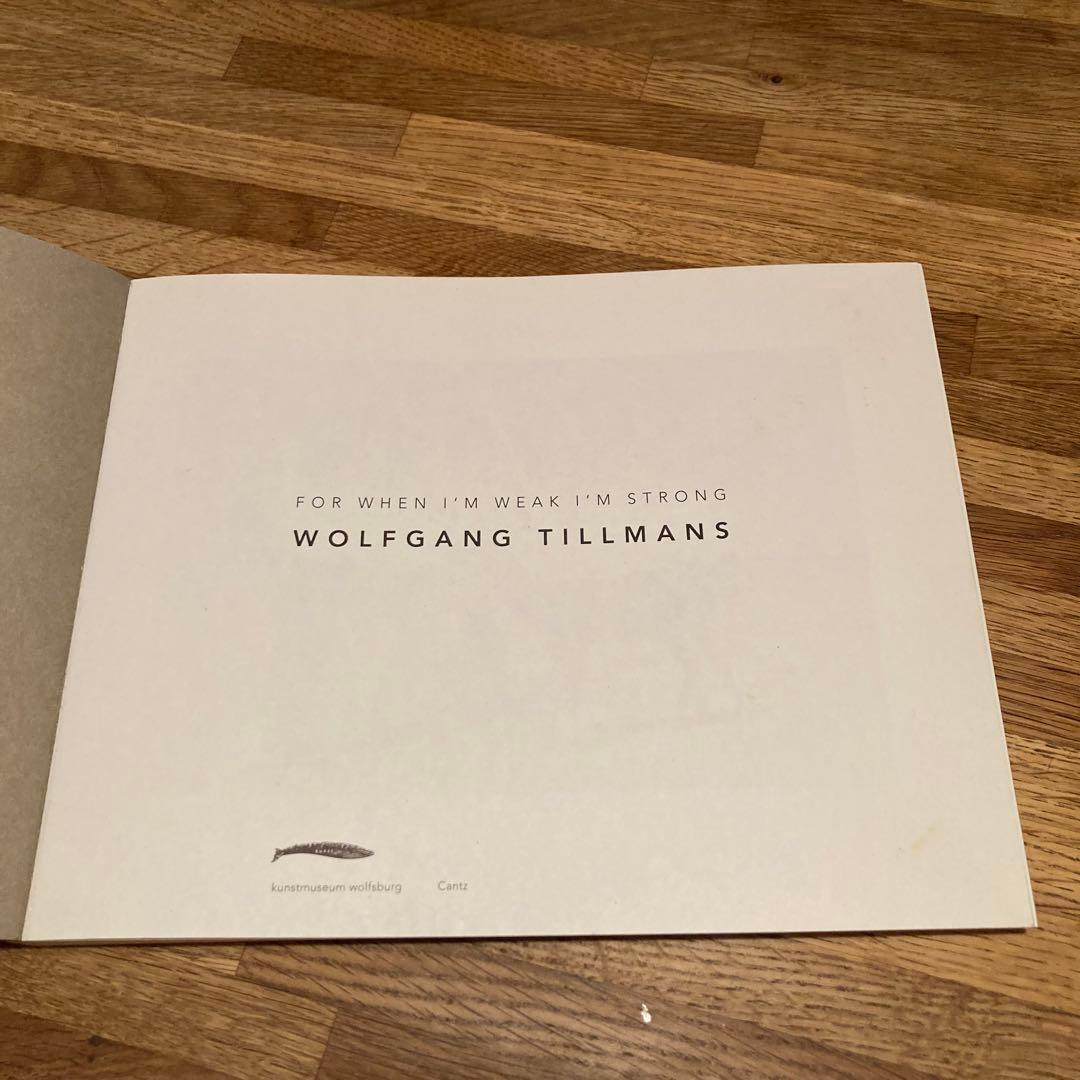 FOR WHEN I'M WEAK I'M STRONG
WOLFGANG TILLMANS
kunstmuseum wolfsburg Cantz